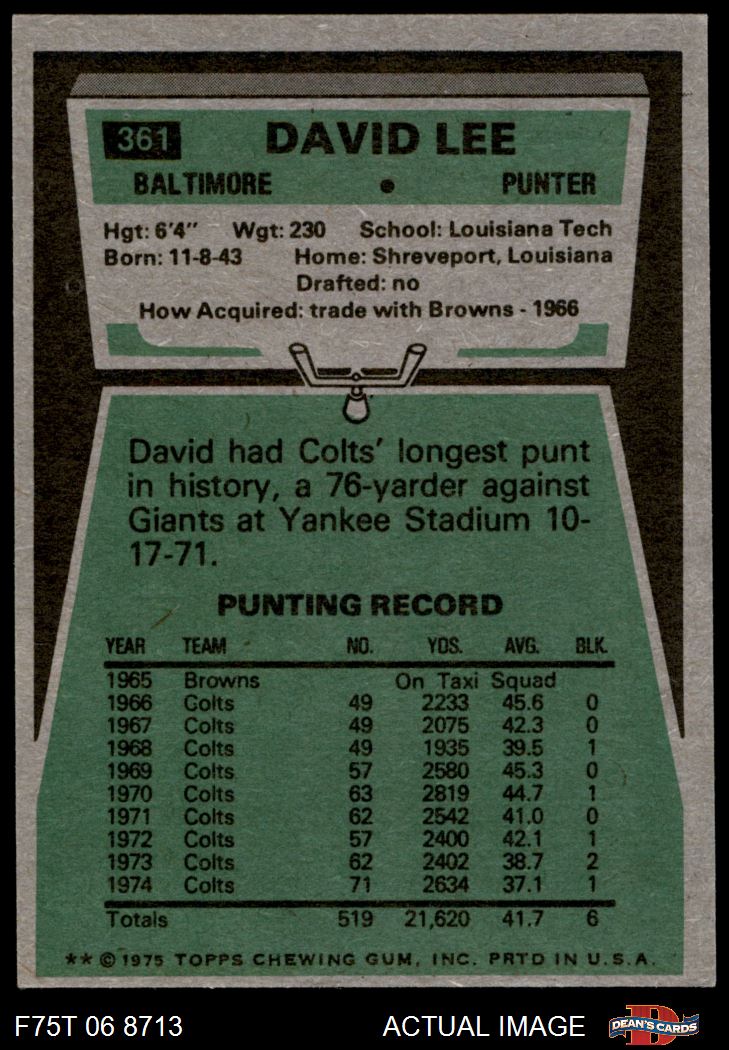 361 DAVID LEE
BALTIMORE • PUNTER
Hgt: 6'4" Wgt: 230 School: Louisiana Tech
Born: 11-8-43 Home: Shreveport, Louisiana
Drafted: no
How Acquired: trade with Browns - 1966
David had Colts' longest punt
in history, a 76-yarder against
Giants at Yankee Stadium 10-
17-71.
PUNTING RECORD
YEAR TEAM NO. YDS. AVG. BLK.
1965 Browns On Taxi Squad
1966 Colts 49 2233 45.6 0
1967 Colts 49 2075 42.3 0
1968 Colts 49 1935 39.5 1
1969 Colts 57 2580 45.3 0
1970 Colts 63 2819 44.7 1
1971 Colts 62 2542 41.0 0
1972 Colts 57 2400 42.1 1
1973 Colts 62 2402 38.7 2
1974 Colts 71 2634 37.1 1
Totals 519 21,620 41.7 6
** © 1975 TOPPS CHEWING GUM, INC. PRTD IN U.S.A.
F75T 06 8713 ACTUAL IMAGE D DEAN'S CARDS